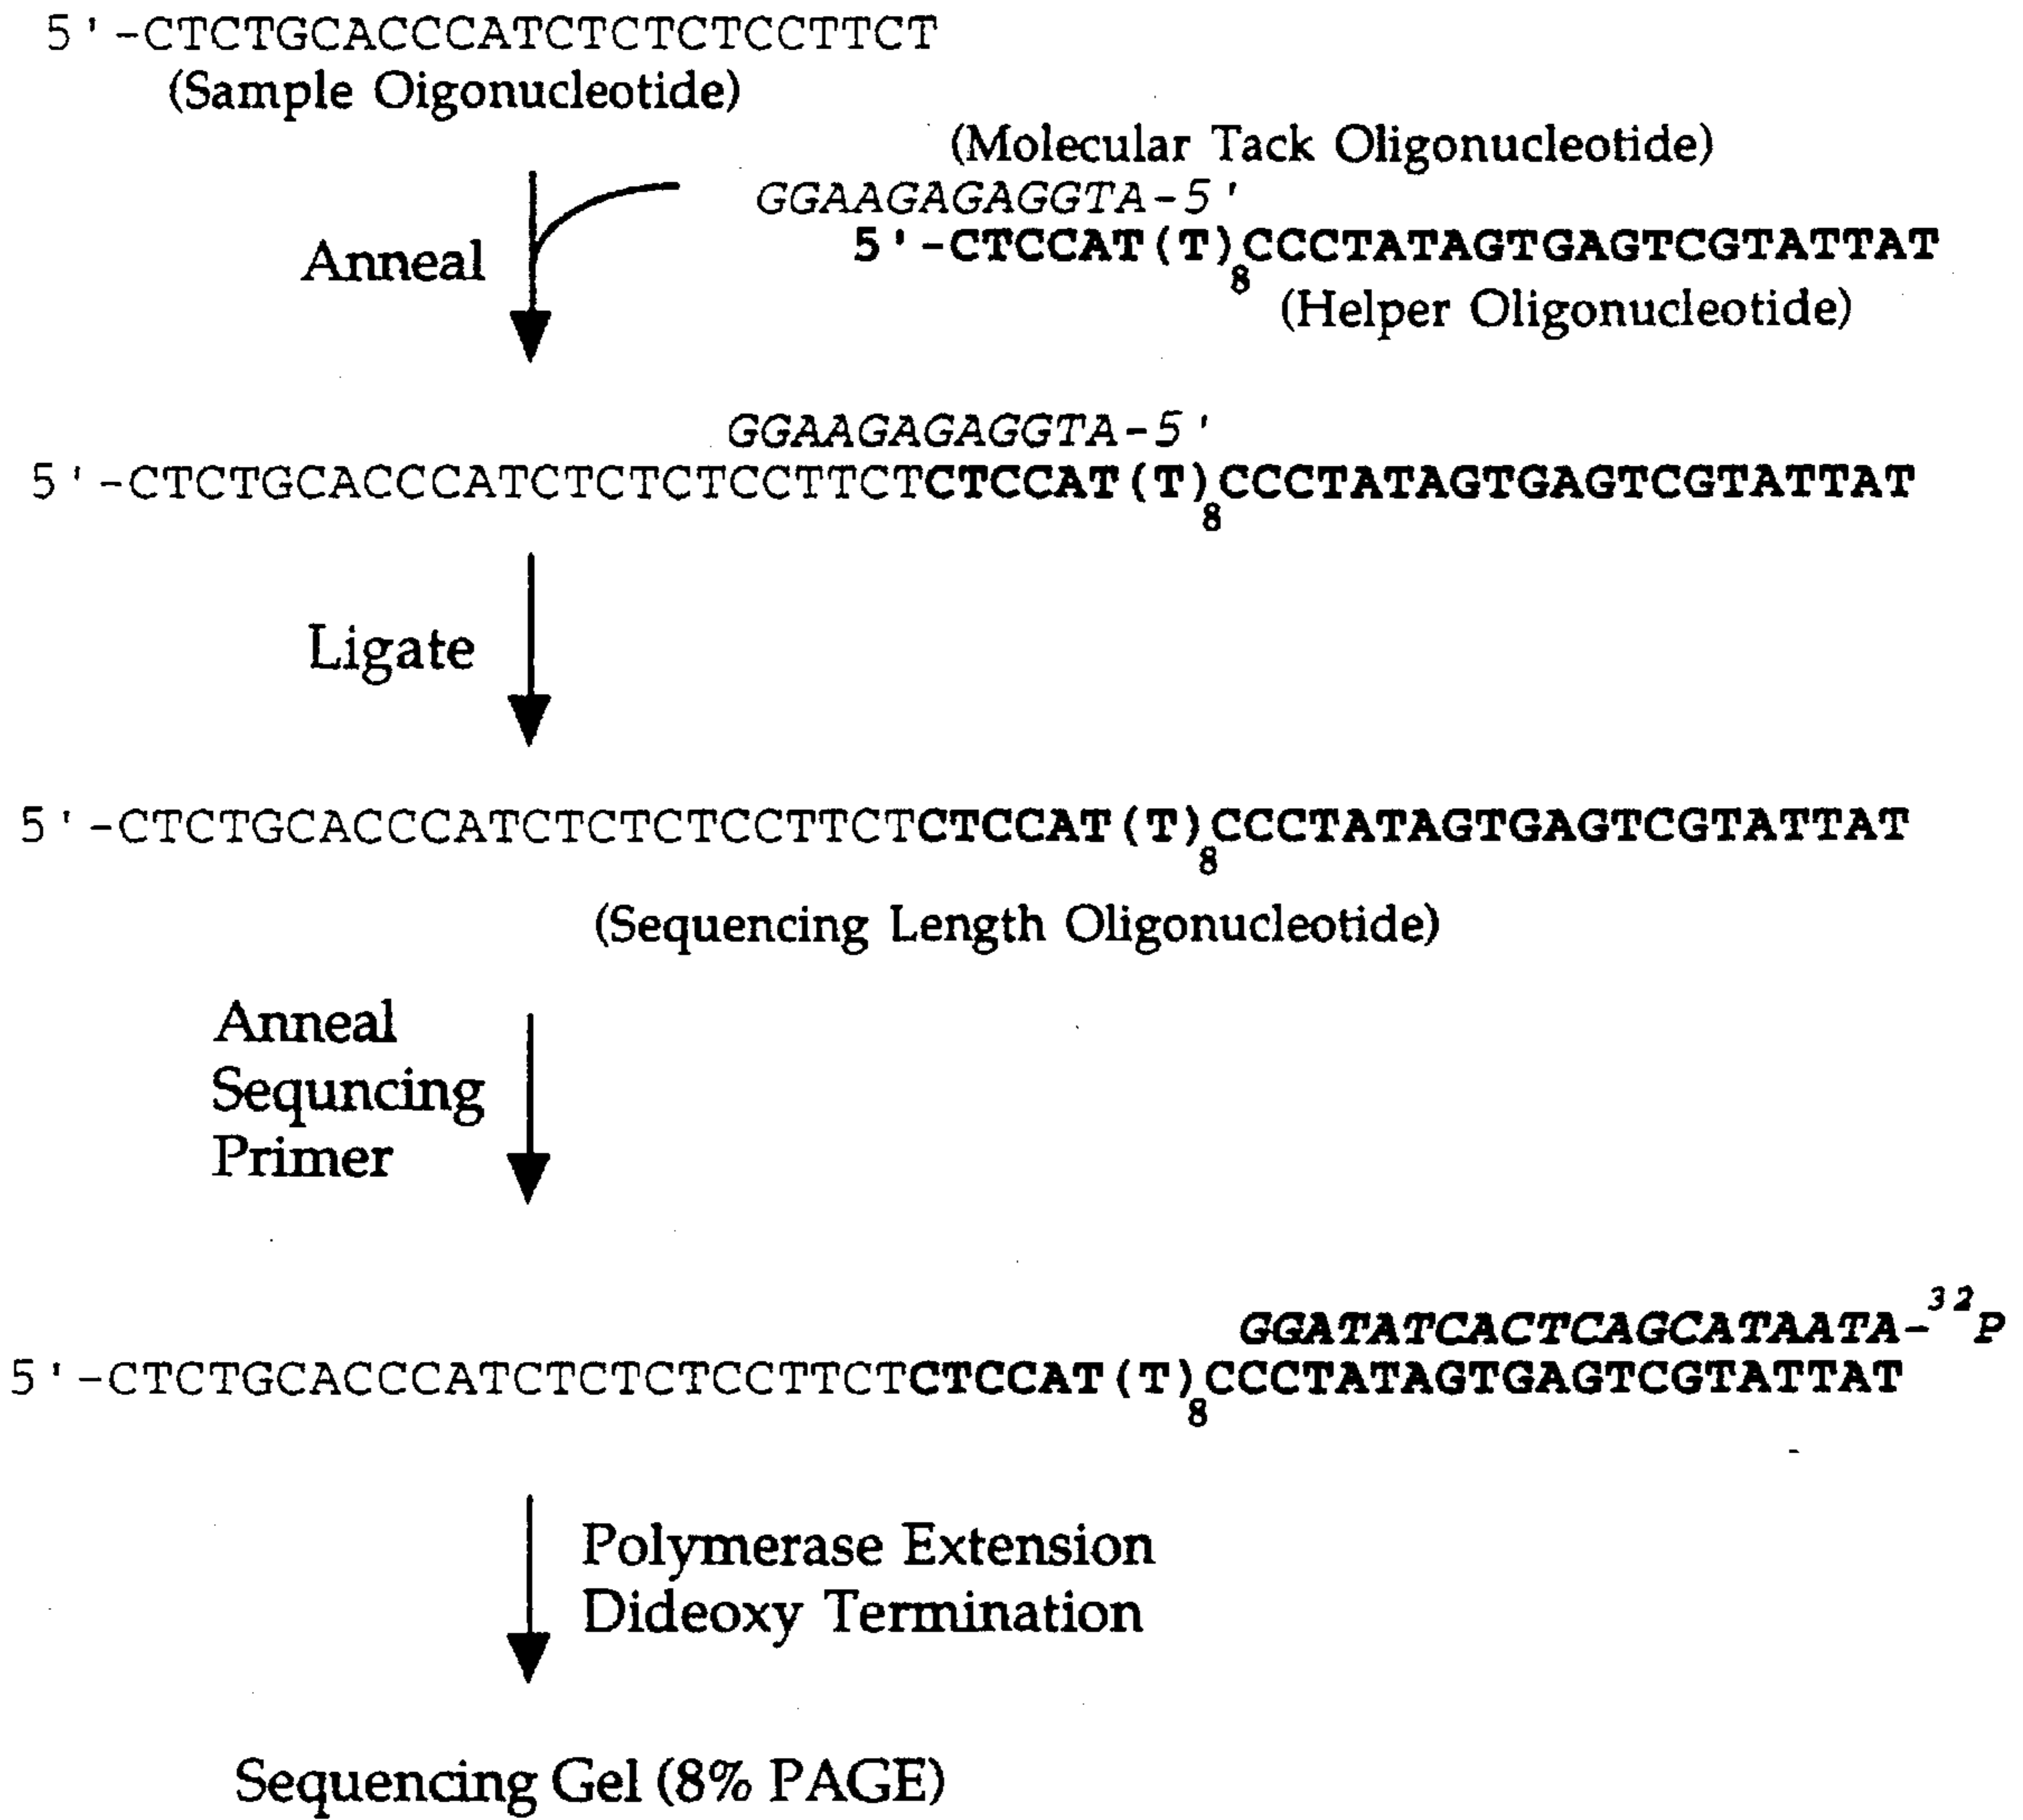 5'-CTCTGCACCCATCTCTCTCCTTCT
(Sample Oigonucleotide)
(Molecular Tack Oligonucleotide)
GGAAGAGAGGTA-5'
5'-CTCCAT(T)8CCCTATAGTGAGTCGTATTAT
Anneal
(Helper Oligonucleotide)
GGAAGAGAGGTA-5'
5'-CTCTGCACCCATCTCTCTCCTTCTCTCCAT(T)8CCCTATAGTGAGTCGTATTAT
Ligate
5'-CTCTGCACCCATCTCTCTCCTTCTCTCCAT(T)8CCCTATAGTGAGTCGTATTAT
(Sequencing Length Oligonucleotide)
Anneal
Sequncing
Primer
GGATATCACTCAGCATAATA-32P
5'-CTCTGCACCCATCTCTCTCCTTCTCTCCAT(T)8CCCTATAGTGAGTCGTATTAT
Polymerase Extension
Dideoxy Termination
Sequencing Gel (8% PAGE)